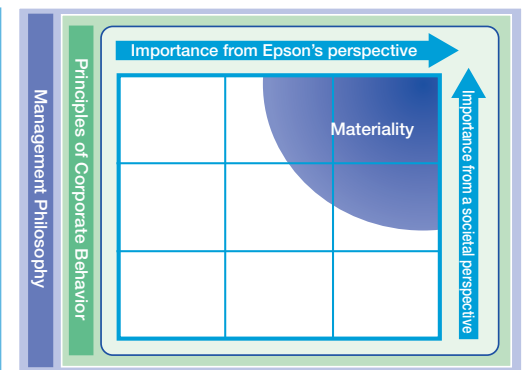 Management Philosophy
Principles of Corporate Behavior
Importance from Epson's perspective
Materiality
Importance from a societal perspective